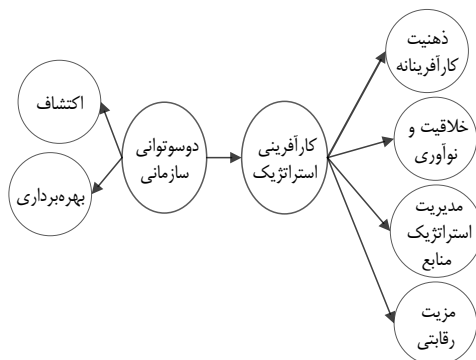 ذهنیت
کارآفرینانه
خلاقیت و
نوآوری
مدیریت
استراتژیک
منابع
مزیت
رقابتی
کارآفرینی
استراتژیک
دوسوتوانی
سازمانی
اکتشاف
بهره‌برداری